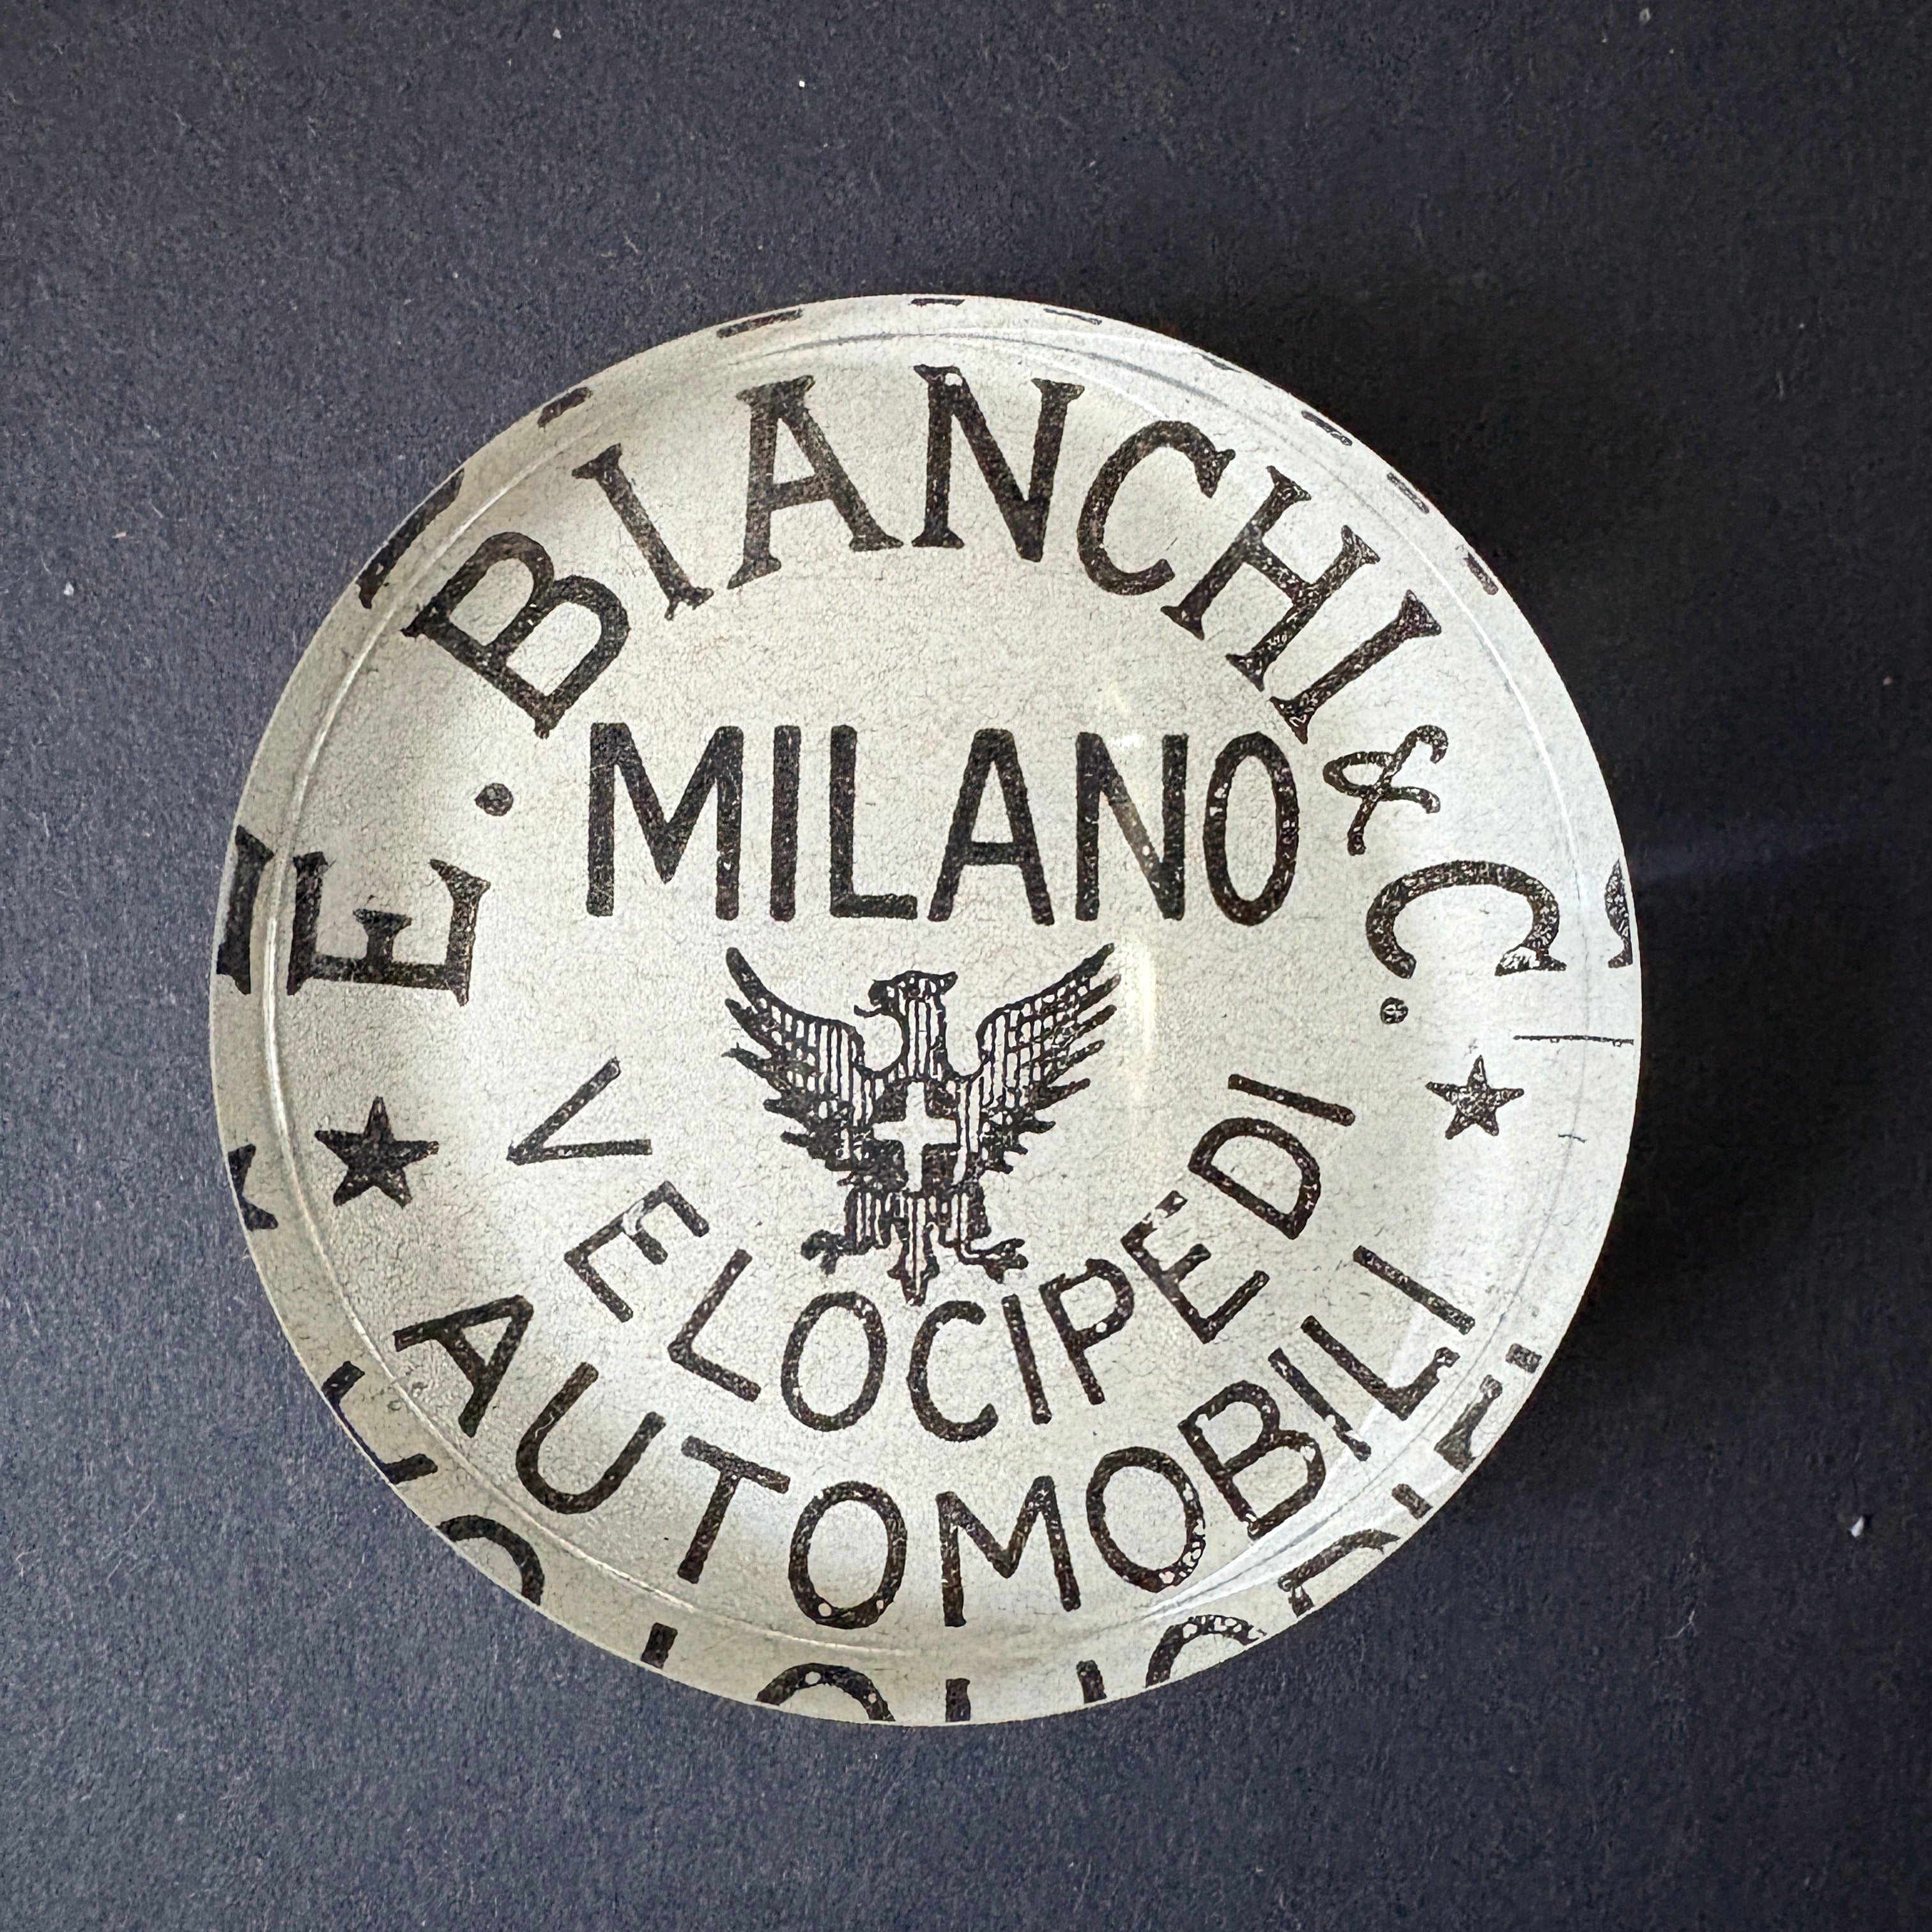 E. BIANCHI & C.
MILANO
VELOCIPEDI
AUTOMOBILI